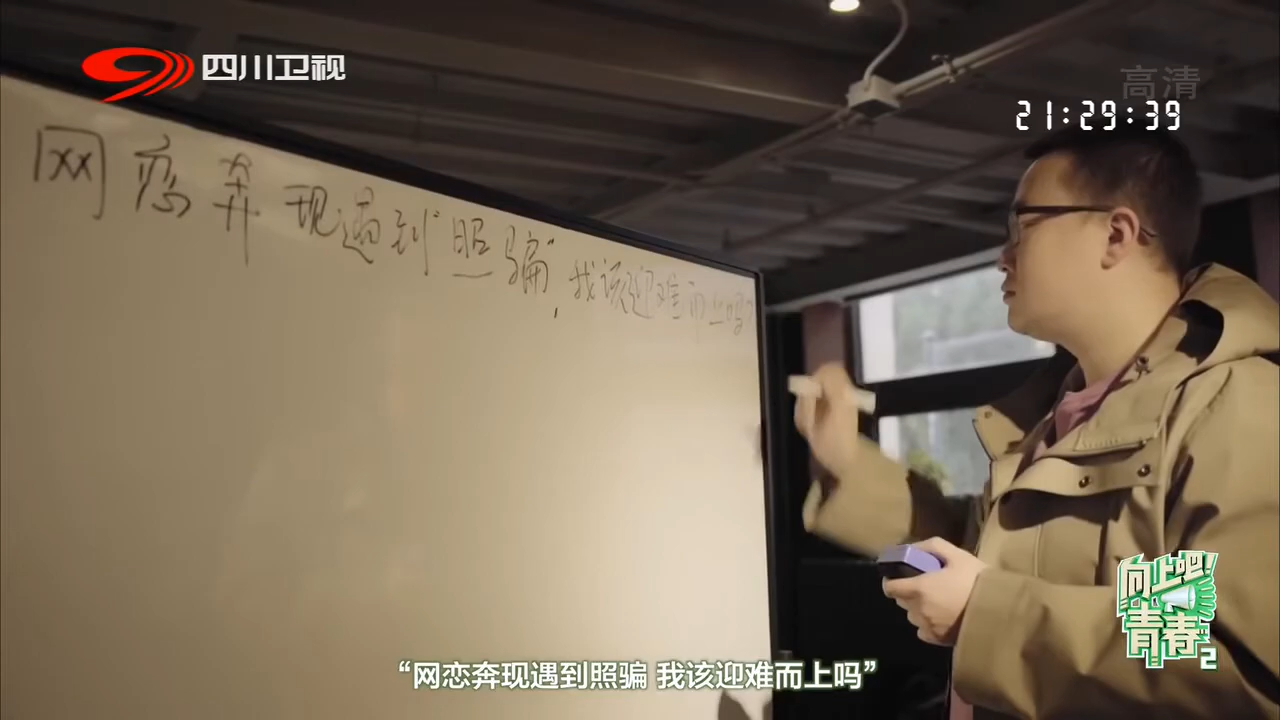 四川卫视
高清
21:29:39
网恋奔现遇到“照骗”,我该迎难而上吗?
向上吧!
青春2
“网恋奔现遇到照骗 我该迎难而上吗”